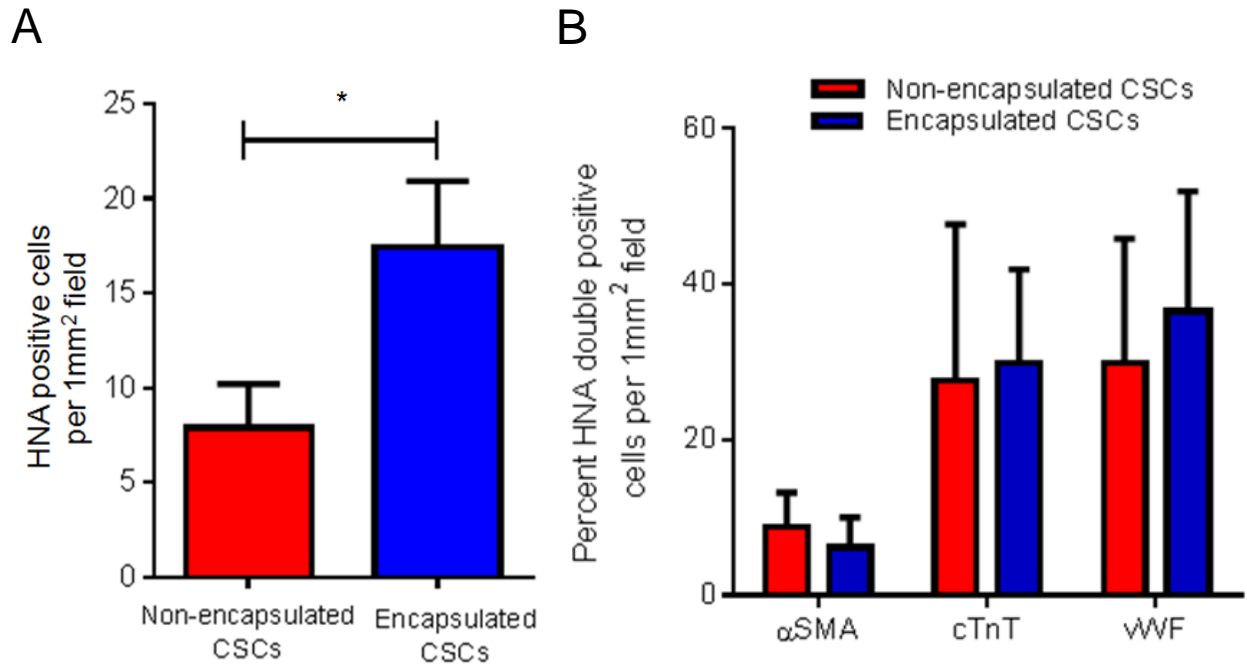 A
B
25
20
15
10
5
0
*
HNA positive cells
per 1mm² field
Non-encapsulated
CSCs
Encapsulated
CSCs
Non-encapsulated CSCs
Encapsulated CSCs
60
40
20
0
Percent HNA double positive
cells per 1mm² field
αSMA
cTnT
vWF